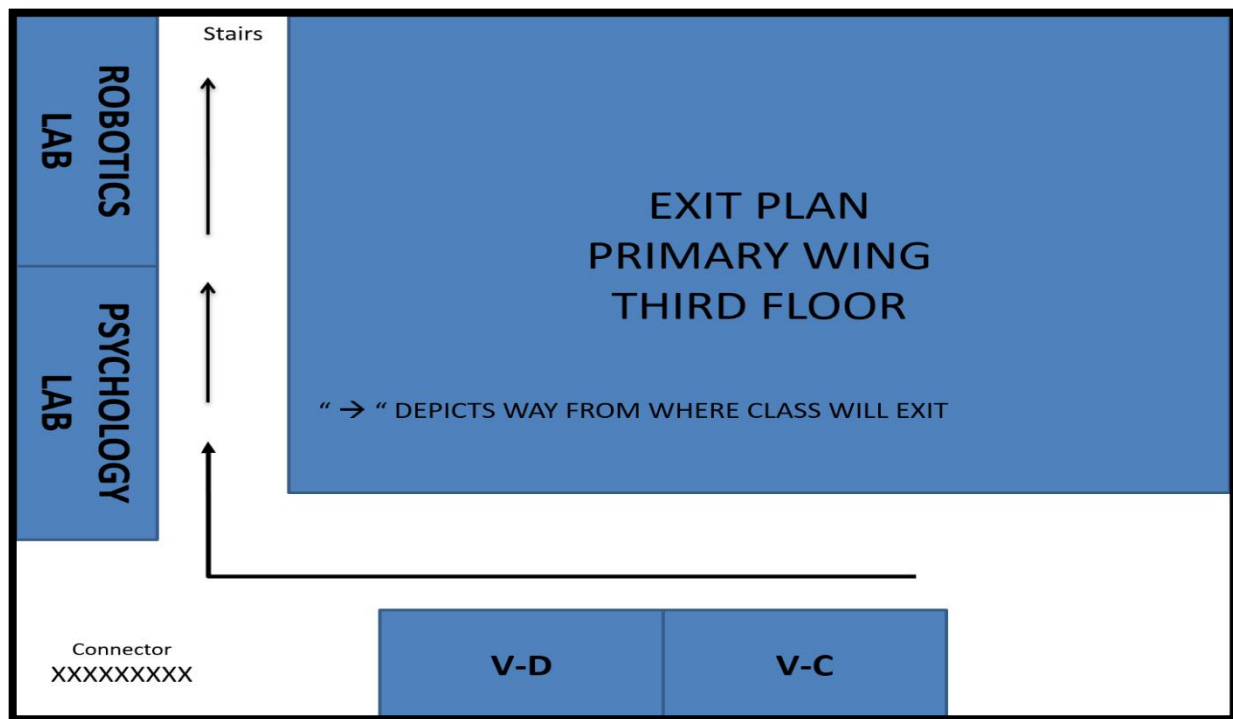 Stairs
ROBOTICS
LAB
EXIT PLAN
PRIMARY WING
THIRD FLOOR
PSYCHOLOGY
LAB
“ → “ DEPICTS WAY FROM WHERE CLASS WILL EXIT
Connector
XXXXXXXXX
V-D
V-C